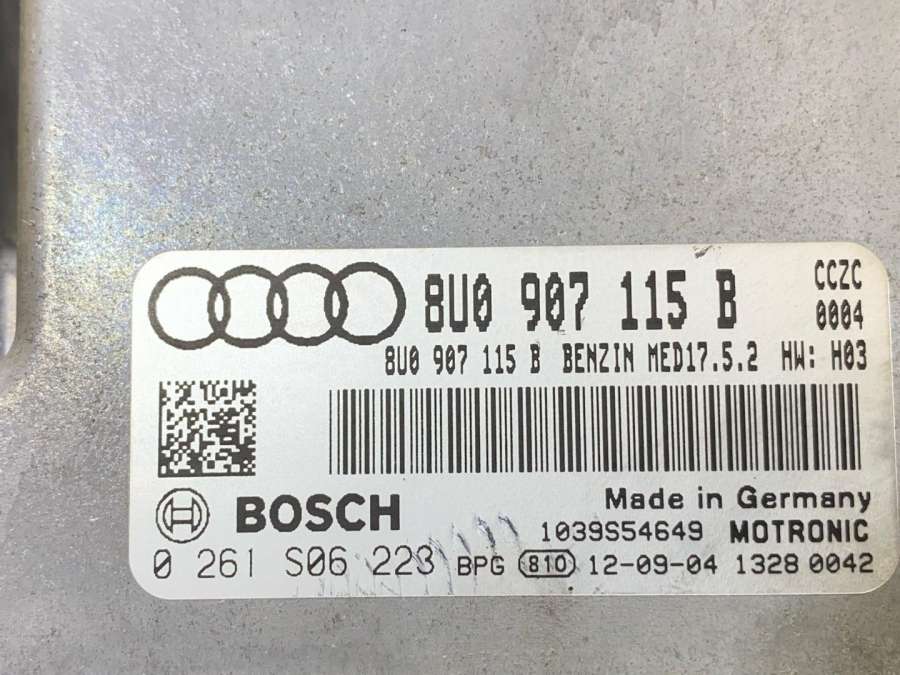 8U0 907 115 B CCZC
0004
8U0 907 115 B BENZIN MED17.5.2 HW: H03
BOSCH Made in Germany
1039S54649 MOTRONIC
0 261 S06 223 BPG 810 12-09-04 1328 0042